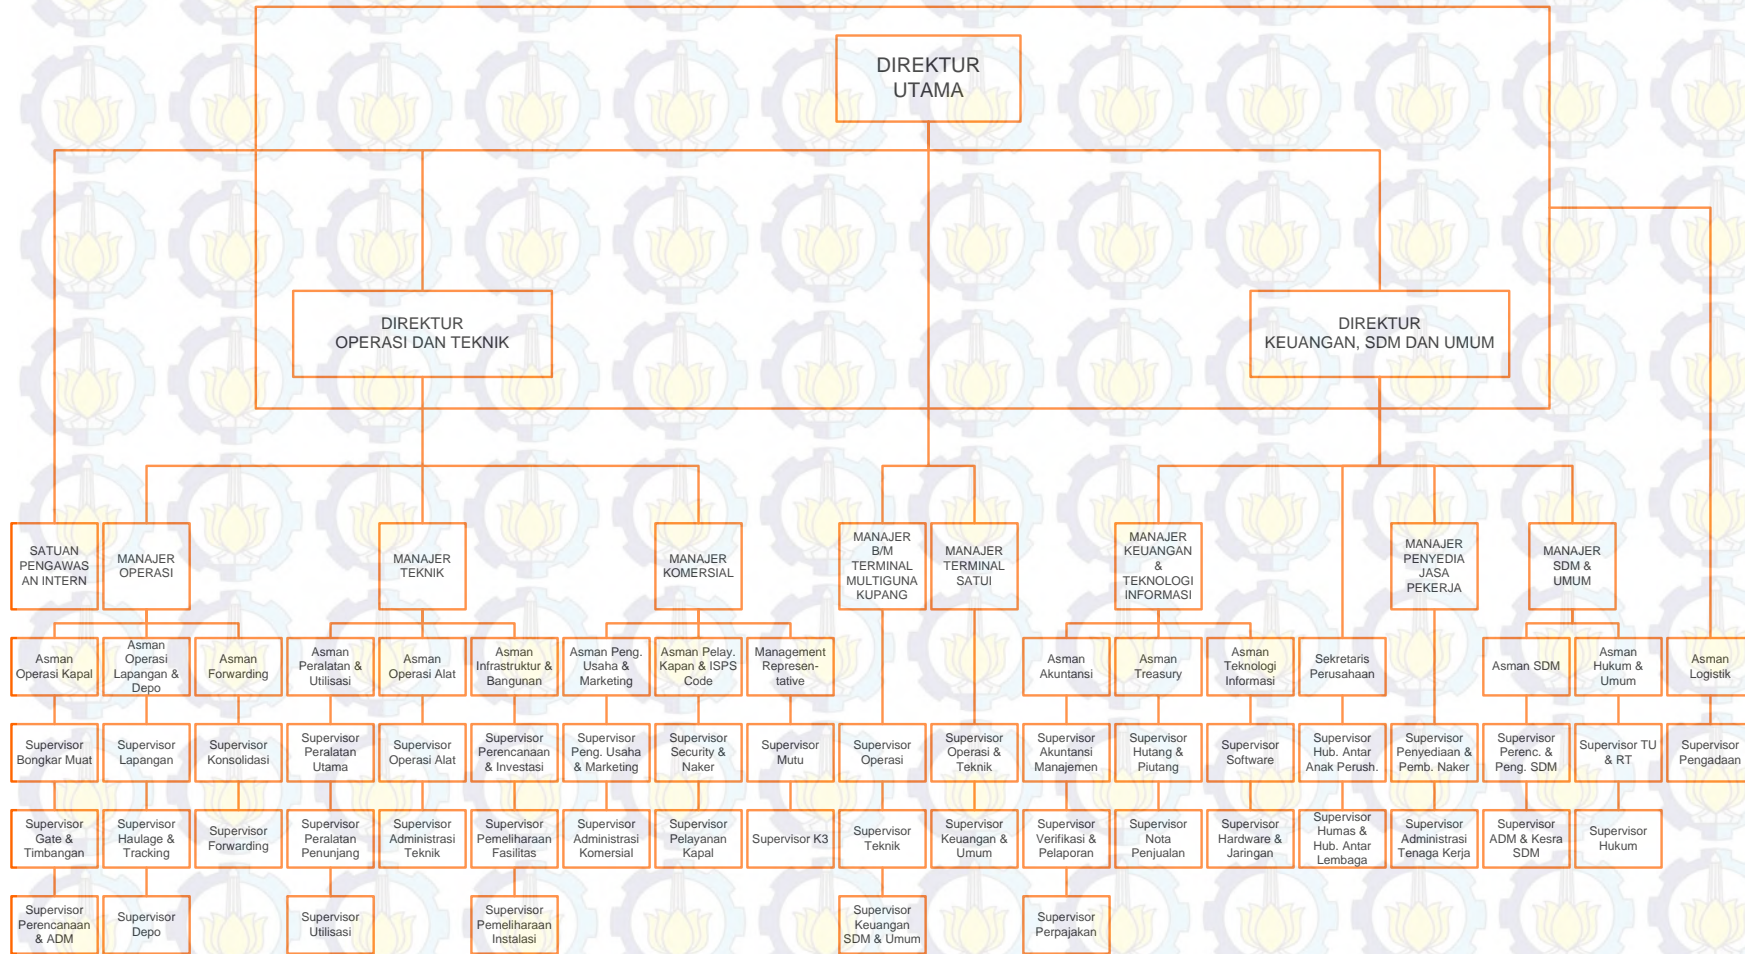 DIREKTUR
UTAMA
DIREKTUR
OPERASI DAN TEKNIK
DIREKTUR
KEUANGAN, SDM DAN UMUM
SATUAN
PENGAWAS
AN INTERN
MANAJER
OPERASI
MANAJER
TEKNIK
MANAJER
KOMERSIAL
MANAJER
B/M
TERMINAL
MULTIGUNA
KUPANG
MANAJER
TERMINAL
SATUI
MANAJER
KEUANGAN
&
TEKNOLOGI
INFORMASI
MANAJER
PENYEDIA
JASA
PEKERJA
MANAJER
SDM &
UMUM
Asman
Operasi Kapal
Asman
Operasi
Lapangan &
Depo
Asman
Forwarding
Asman
Peralatan &
Utilisasi
Asman
Operasi Alat
Asman
Infrastruktur &
Bangunan
Asman Peng.
Usaha &
Marketing
Asman Pelay.
Kapan & ISPS
Code
Management
Represen-
tative
Asman
Akuntansi
Asman
Treasury
Asman
Teknologi
Informasi
Sekretaris
Perusahaan
Asman SDM
Asman
Hukum &
Umum
Asman
Logistik
Supervisor
Bongkar Muat
Supervisor
Lapangan
Supervisor
Konsolidasi
Supervisor
Peralatan
Utama
Supervisor
Operasi Alat
Supervisor
Perencanaan
& Investasi
Supervisor
Peng. Usaha
& Marketing
Supervisor
Security &
Naker
Supervisor
Mutu
Supervisor
Operasi
Supervisor
Operasi &
Teknik
Supervisor
Akuntansi
Manajemen
Supervisor
Hutang &
Piutang
Supervisor
Software
Supervisor
Hub. Antar
Anak Perush.
Supervisor
Penyediaan &
Pemb. Naker
Supervisor
Perenc. &
Peng. SDM
Supervisor TU
& RT
Supervisor
Pengadaan
Supervisor
Gate &
Timbangan
Supervisor
Haulage &
Tracking
Supervisor
Forwarding
Supervisor
Peralatan
Penunjang
Supervisor
Administrasi
Teknik
Supervisor
Pemeliharaan
Fasilitas
Supervisor
Administrasi
Komersial
Supervisor
Pelayanan
Kapal
Supervisor K3
Supervisor
Teknik
Supervisor
Keuangan &
Umum
Supervisor
Verifikasi &
Pelaporan
Supervisor
Nota
Penjualan
Supervisor
Hardware &
Jaringan
Supervisor
Humas &
Hub. Antar
Lembaga
Supervisor
Administrasi
Tenaga Kerja
Supervisor
ADM & Kesra
SDM
Supervisor
Hukum
Supervisor
Perencanaan
& ADM
Supervisor
Depo
Supervisor
Utilisasi
Supervisor
Pemeliharaan
Instalasi
Supervisor
Keuangan
SDM & Umum
Supervisor
Perpajakan